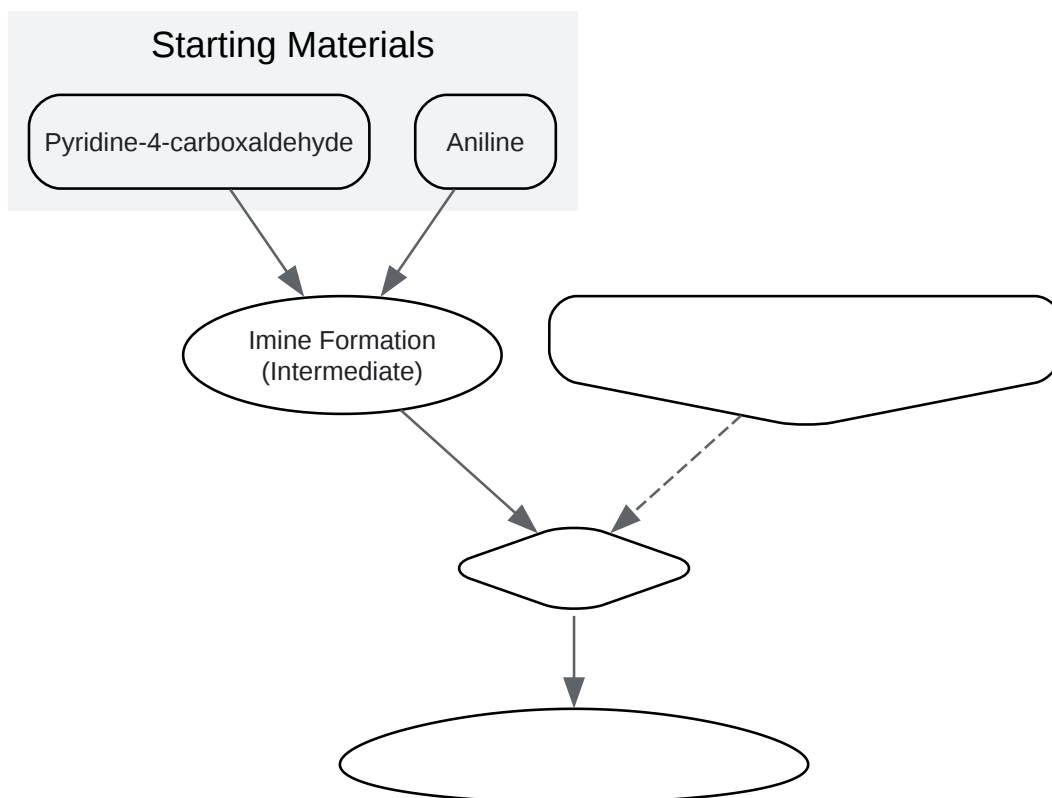 Starting Materials
Pyridine-4-carboxaldehyde
Aniline
Imine Formation
(Intermediate)